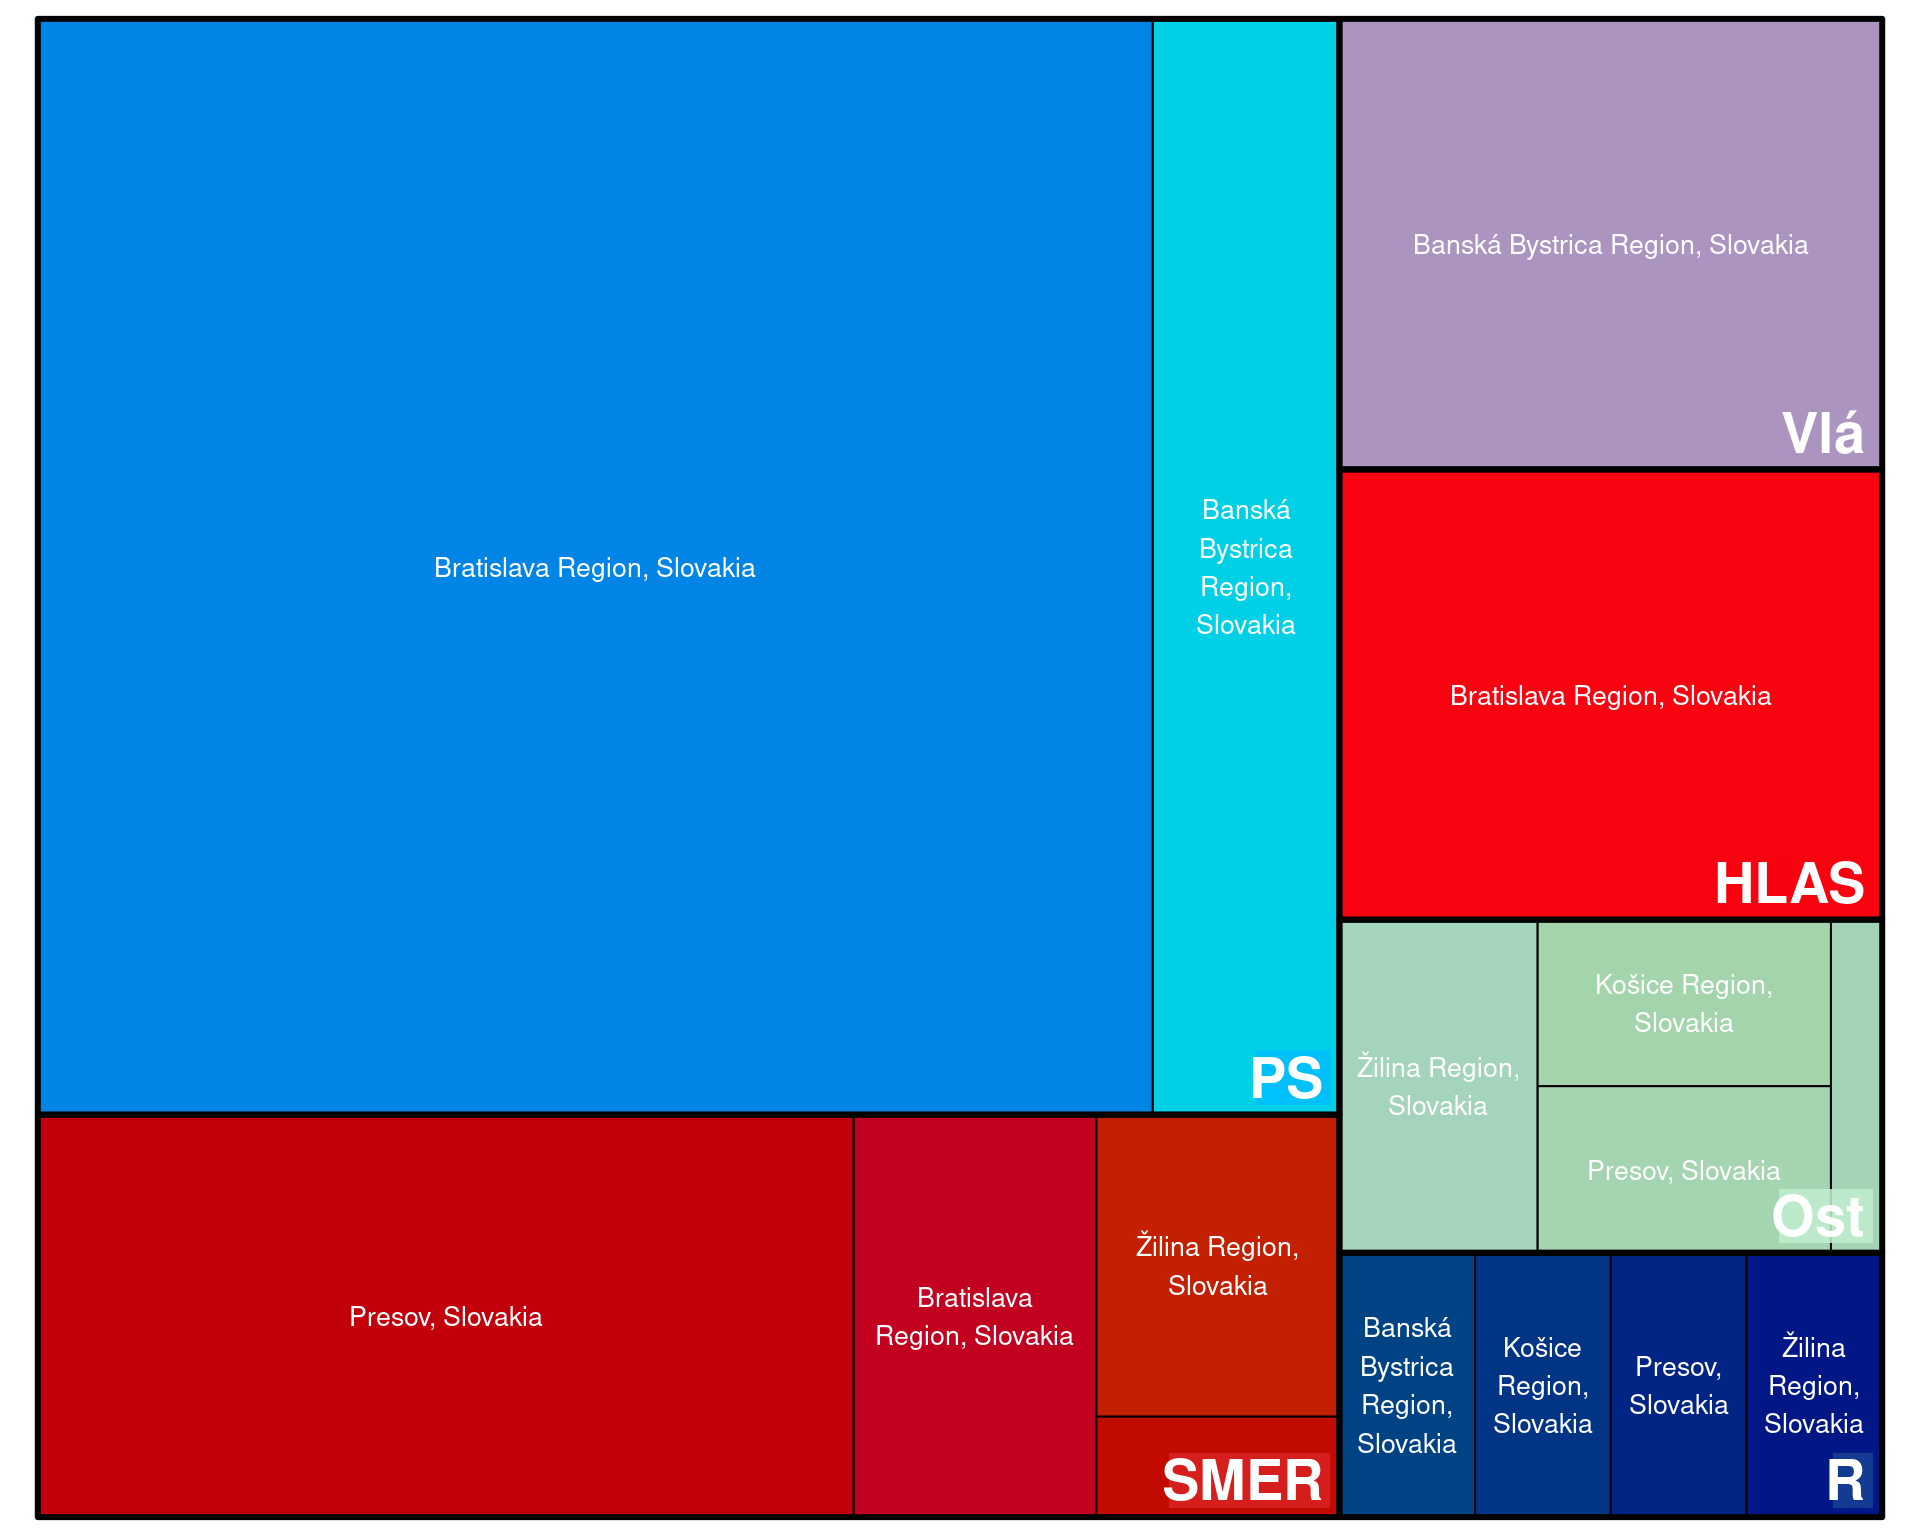 Bratislava Region, Slovakia
Banská
Bystrica
Region,
Slovakia
PS
Banská Bystrica Region, Slovakia
Vlá
Bratislava Region, Slovakia
HLAS
Žilina Region,
Slovakia
Košice Region,
Slovakia
Presov, Slovakia
Ost
Presov, Slovakia
Bratislava
Region, Slovakia
Žilina Region,
Slovakia
SMER
Banská
Bystrica
Region,
Slovakia
Košice
Region,
Slovakia
Presov,
Slovakia
Žilina
Region,
Slovakia
R